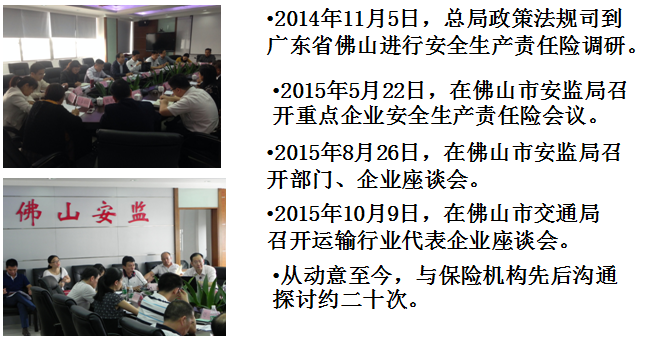 •2014年11月5日，总局政策法规司到
广东省佛山进行安全生产责任险调研。
•2015年5月22日，在佛山市安监局召
开重点企业安全生产责任险会议。
•2015年8月26日，在佛山市安监局召
开部门、企业座谈会。
•2015年10月9日，在佛山市交通局
召开运输行业代表企业座谈会。
•从动意至今，与保险机构先后沟通
探讨约二十次。
佛山安监